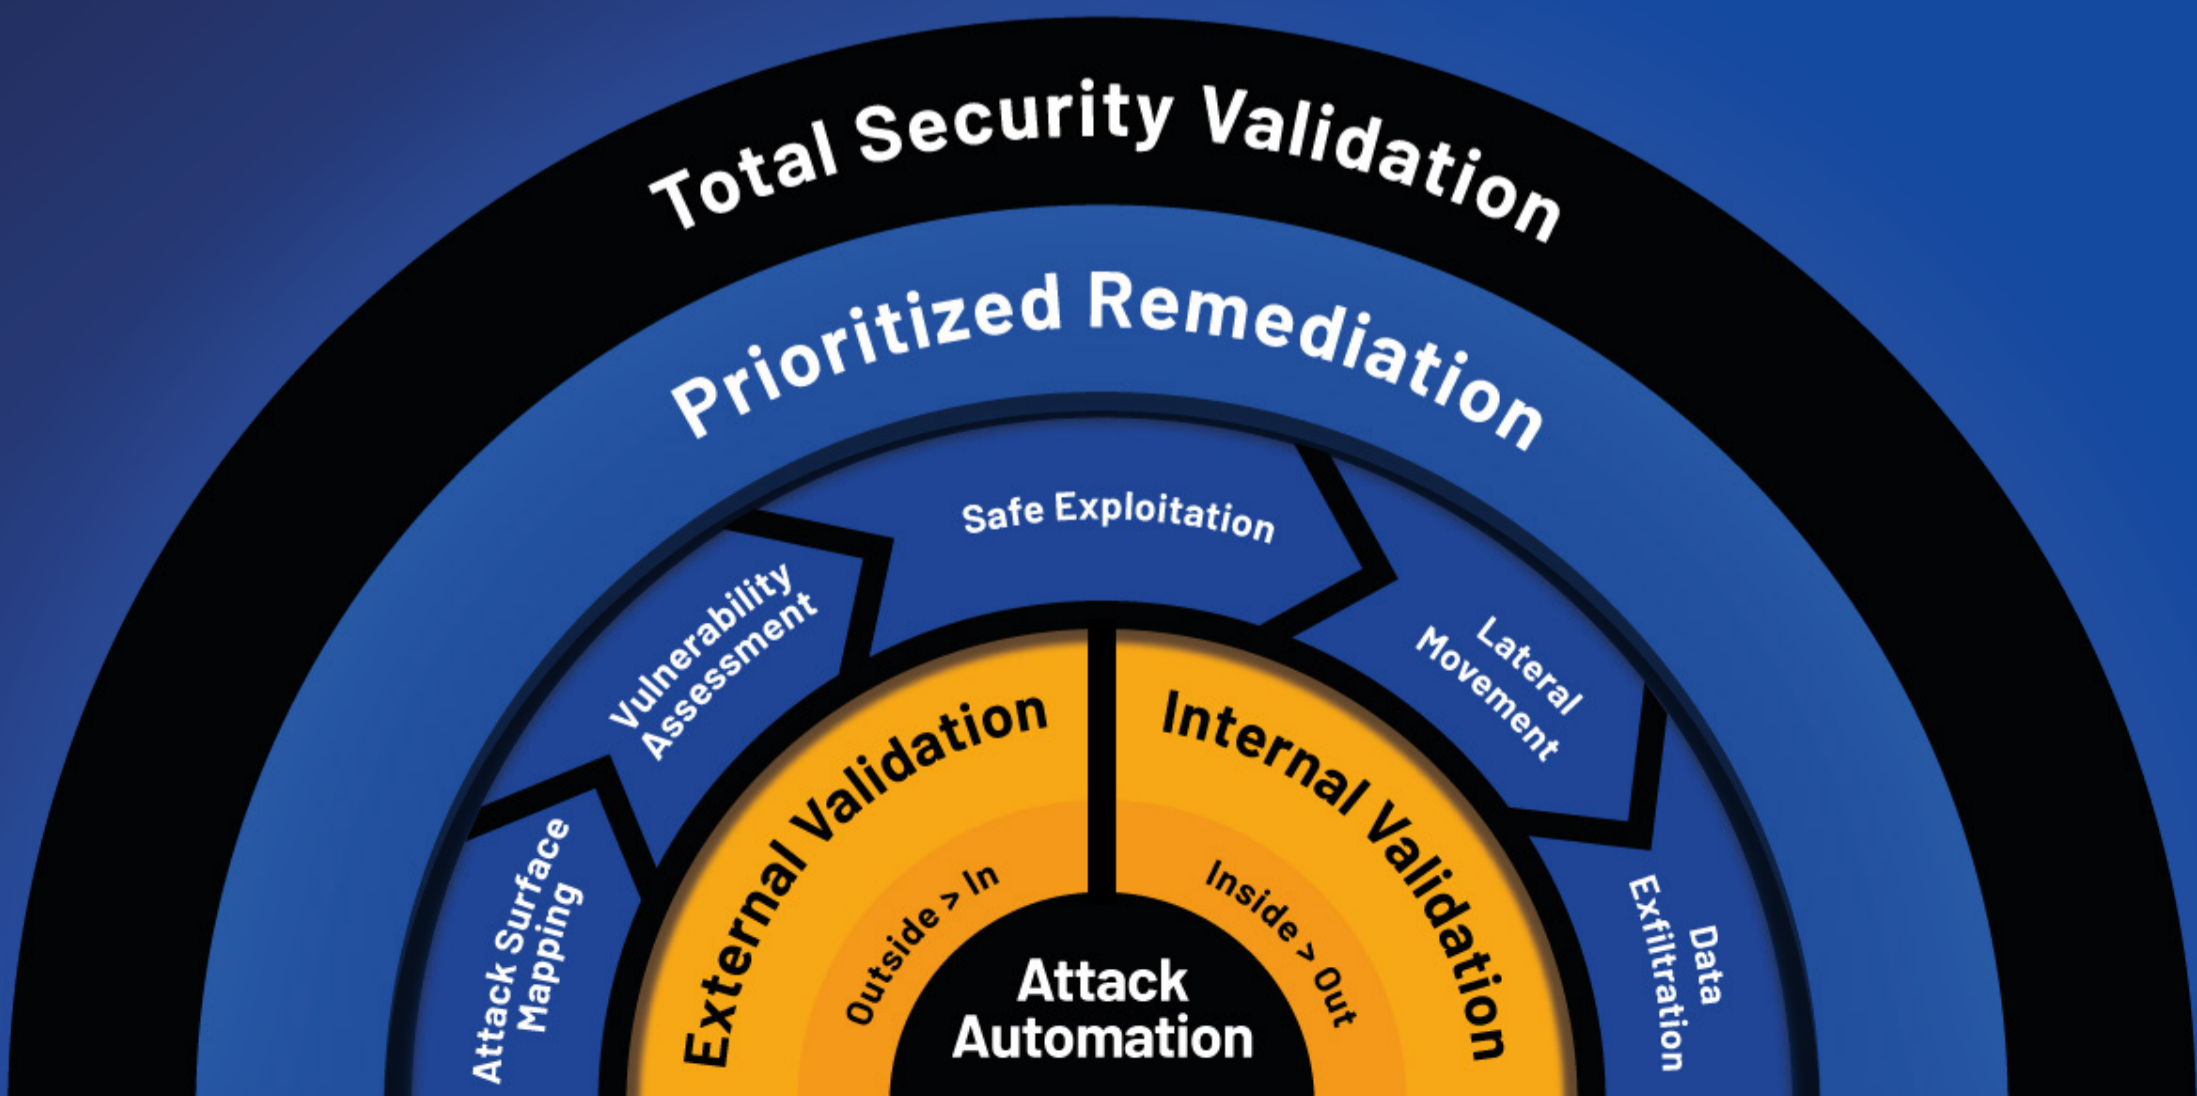 Total Security Validation
Prioritized Remediation
Attack Surface
Mapping
Vulnerability
Assessment
Safe Exploitation
Lateral
Movement
Data
Exfiltration
External Validation
Internal Validation
Outside > In
Inside > Out
Attack
Automation